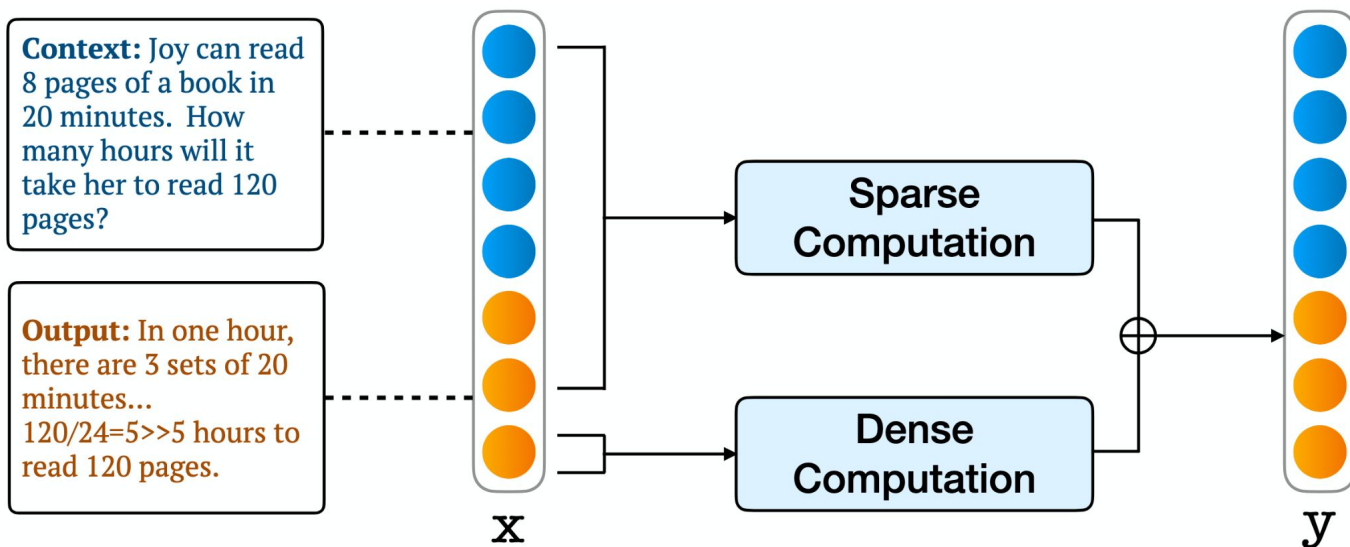 Context: Joy can read
8 pages of a book in
20 minutes.  How
many hours will it
take her to read 120
pages?
Output: In one hour,
there are 3 sets of 20
minutes...
120/24=5>>5 hours to
read 120 pages.
x
Sparse
Computation
Dense
Computation
y